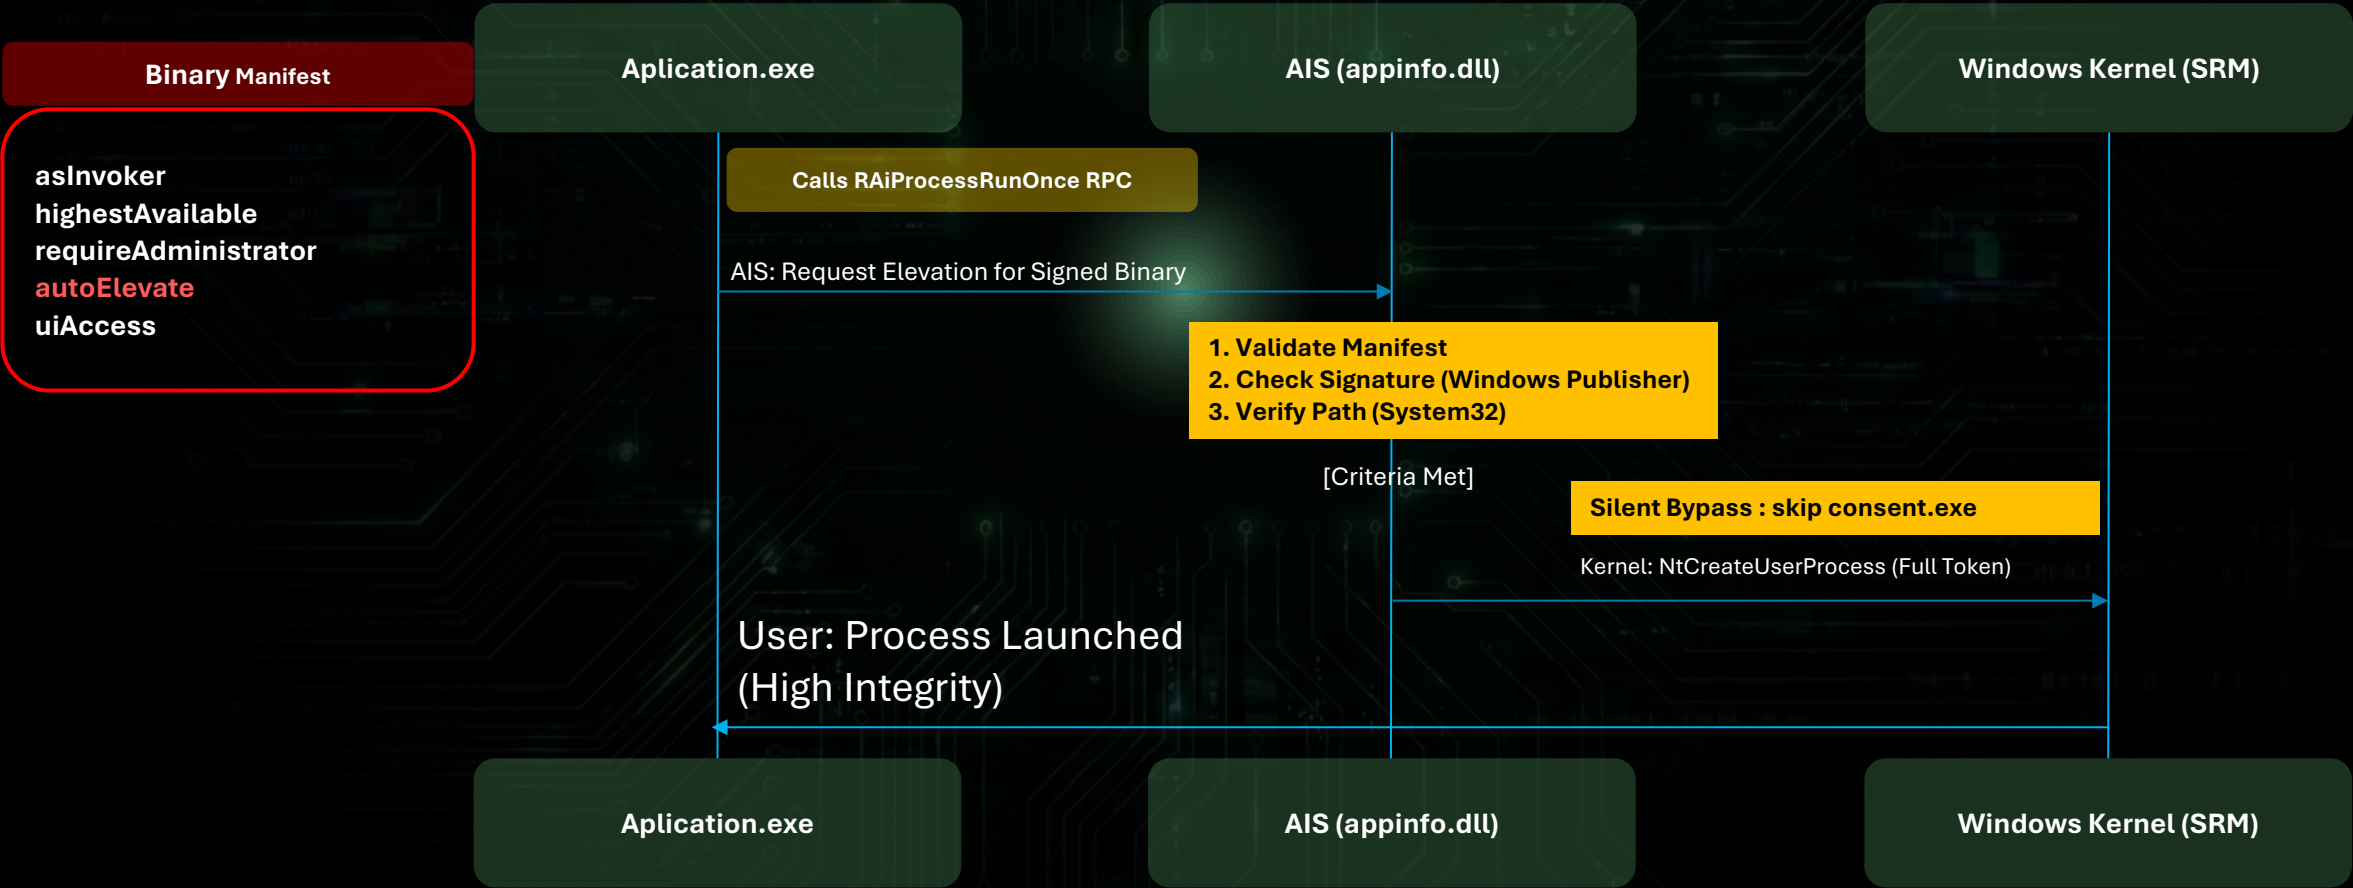 Binary Manifest
asInvoker
highestAvailable
requireAdministrator
autoElevate
uiAccess
Aplication.exe
AIS (appinfo.dll)
Windows Kernel (SRM)
Calls RAiProcessRunOnce RPC
AIS: Request Elevation for Signed Binary
1. Validate Manifest
2. Check Signature (Windows Publisher)
3. Verify Path (System32)
[Criteria Met]
Silent Bypass : skip consent.exe
Kernel: NtCreateUserProcess (Full Token)
User: Process Launched
(High Integrity)
Aplication.exe
AIS (appinfo.dll)
Windows Kernel (SRM)